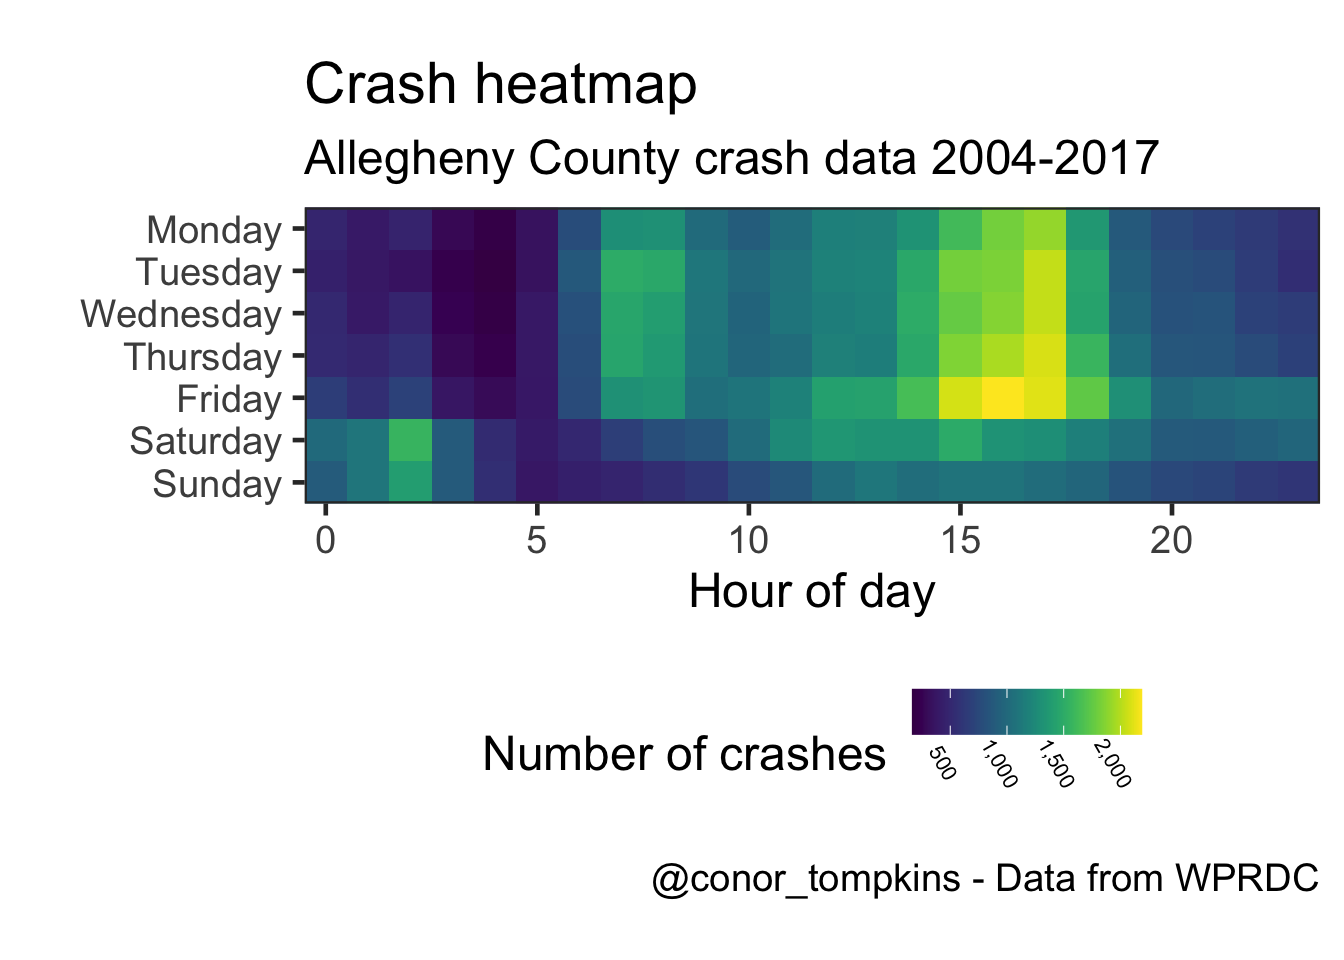 Crash heatmap
Allegheny County crash data 2004-2017
Monday
Tuesday
Wednesday
Thursday
Friday
Saturday
Sunday
0 5 10 15 20
Hour of day
Number of crashes
500 1,000 1,500 2,000
@conor_tompkins - Data from WPRDC